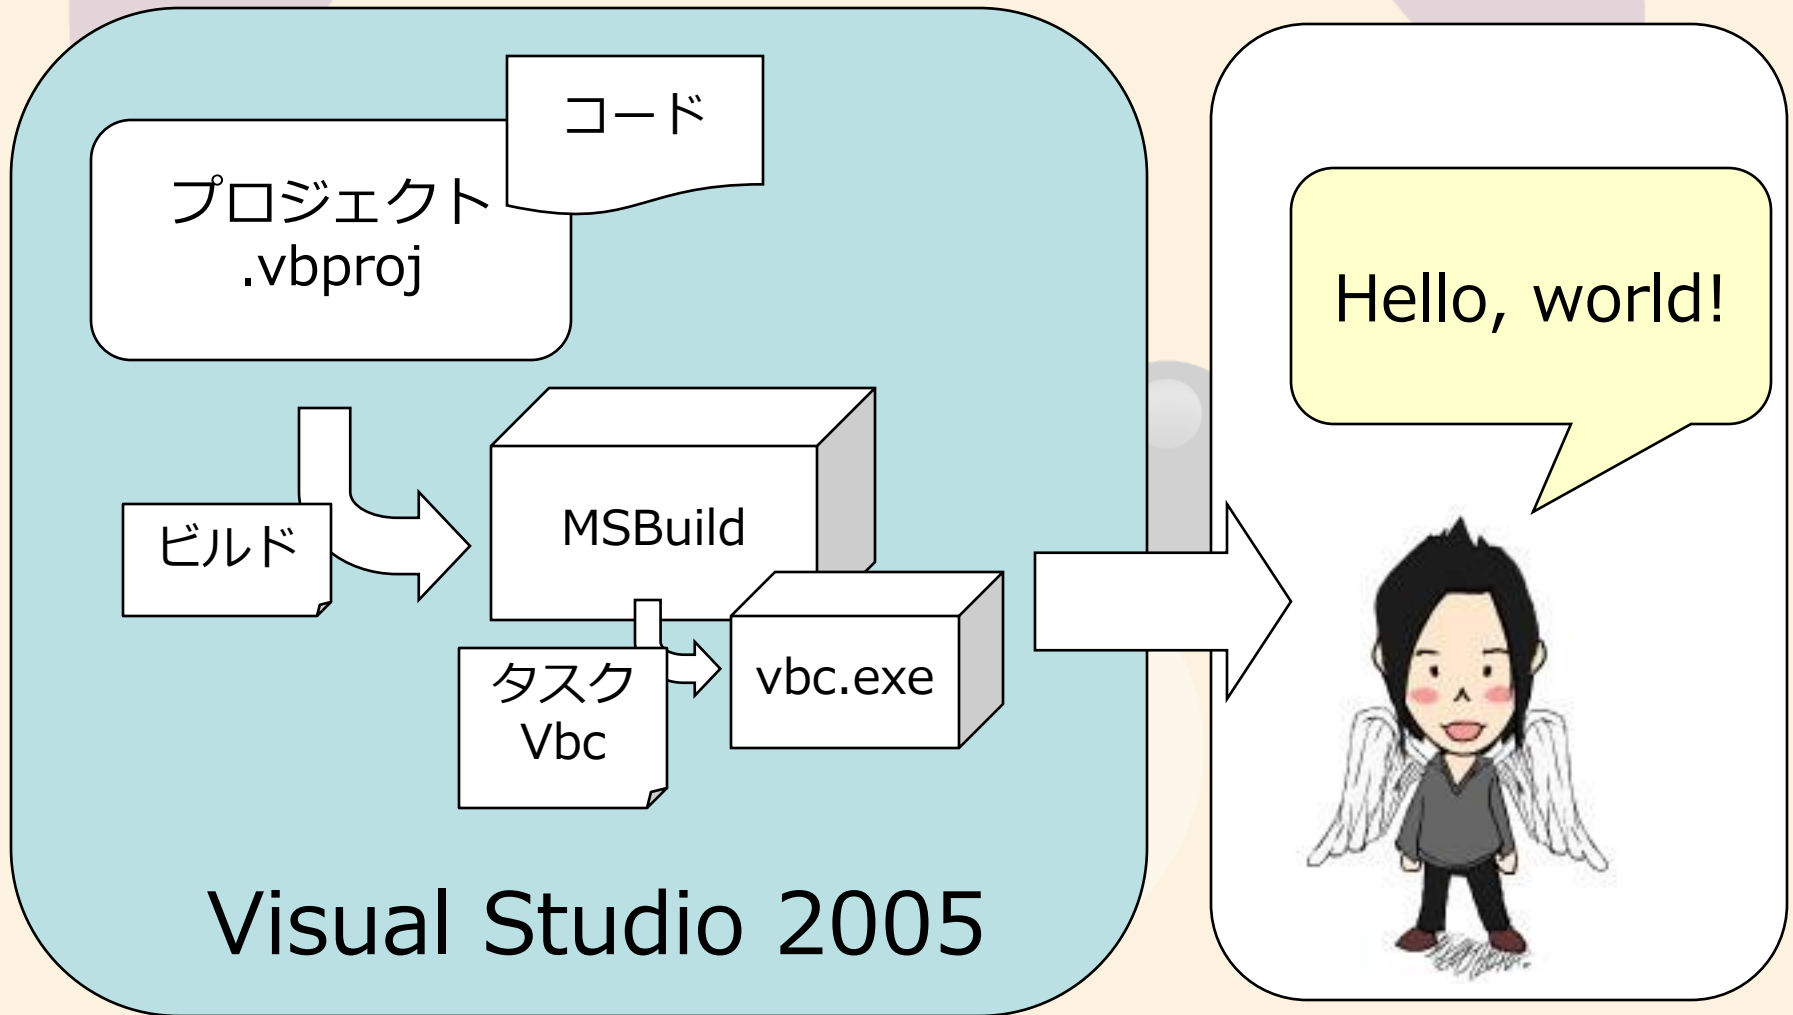 コード
プロジェクト
.vbproj
ビルド
MSBuild
タスク
Vbc
vbc.exe
Visual Studio 2005
Hello, world!